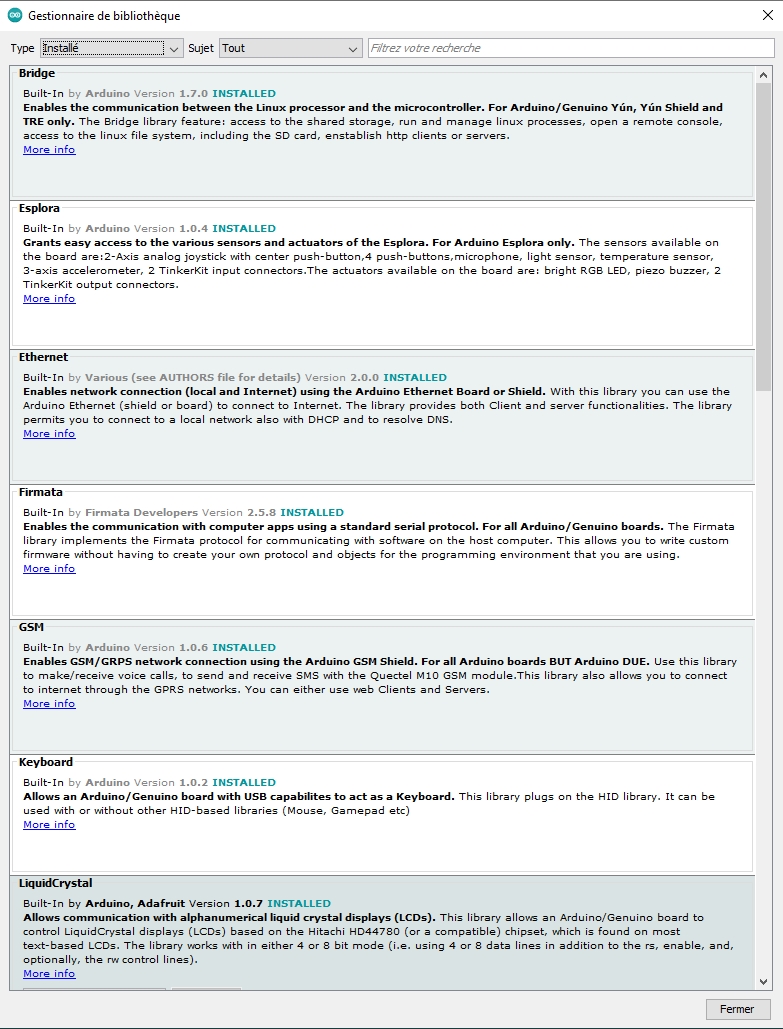 Gestionnaire de bibliothèque
Type Installé Sujet Tout Filtrez votre recherche
Bridge
Built-In by Arduino Version 1.7.0 INSTALLED
Enables the communication between the Linux processor and the microcontroller. For Arduino/Genuino Yún, Yún Shield and
TRE only. The Bridge library feature: access to the shared storage, run and manage linux processes, open a remote console,
access to the linux file system, including the SD card, enstablish http clients or servers.
More info
Esplora
Built-In by Arduino Version 1.0.4 INSTALLED
Grants easy access to the various sensors and actuators of the Esplora. For Arduino Esplora only. The sensors available on
the board are:2-Axis analog joystick with center push-button,4 push-buttons,microphone, light sensor, temperature sensor,
3-axis accelerometer, 2 TinkerKit input connectors.The actuators available on the board are: bright RGB LED, piezo buzzer, 2
TinkerKit output connectors.
More info
Ethernet
Built-In by Various (see AUTHORS file for details) Version 2.0.0 INSTALLED
Enables network connection (local and Internet) using the Arduino Ethernet Board or Shield. With this library you can use the
Arduino Ethernet (shield or board) to connect to Internet. The library provides both Client and server functionalities. The library
permits you to connect to a local network also with DHCP and to resolve DNS.
More info
Firmata
Built-In by Firmata Developers Version 2.5.8 INSTALLED
Enables the communication with computer apps using a standard serial protocol. For all Arduino/Genuino boards. The Firmata
library implements the Firmata protocol for communicating with software on the host computer. This allows you to write custom
firmware without having to create your own protocol and objects for the programming environment that you are using.
More info
GSM
Built-In by Arduino Version 1.0.6 INSTALLED
Enables GSM/GRPS network connection using the Arduino GSM Shield. For all Arduino boards BUT Arduino DUE. Use this library
to make/receive voice calls, to send and receive SMS with the Quectel M10 GSM module.This library also allows you to connect
to internet through the GPRS networks. You can either use web Clients and Servers.
More info
Keyboard
Built-In by Arduino Version 1.0.2 INSTALLED
Allows an Arduino/Genuino board with USB capabilites to act as a Keyboard. This library plugs on the HID library. It can be
used with or without other HID-based libraries (Mouse, Gamepad etc)
More info
LiquidCrystal
Built-In by Arduino, Adafruit Version 1.0.7 INSTALLED
Allows communication with alphanumerical liquid crystal displays (LCDs). This library allows an Arduino/Genuino board to
control LiquidCrystal displays (LCDs) based on the Hitachi HD44780 (or a compatible) chipset, which is found on most
text-based LCDs. The library works with in either 4 or 8 bit mode (i.e. using 4 or 8 data lines in addition to the rs, enable, and,
optionally, the rw control lines).
More info
Fermer